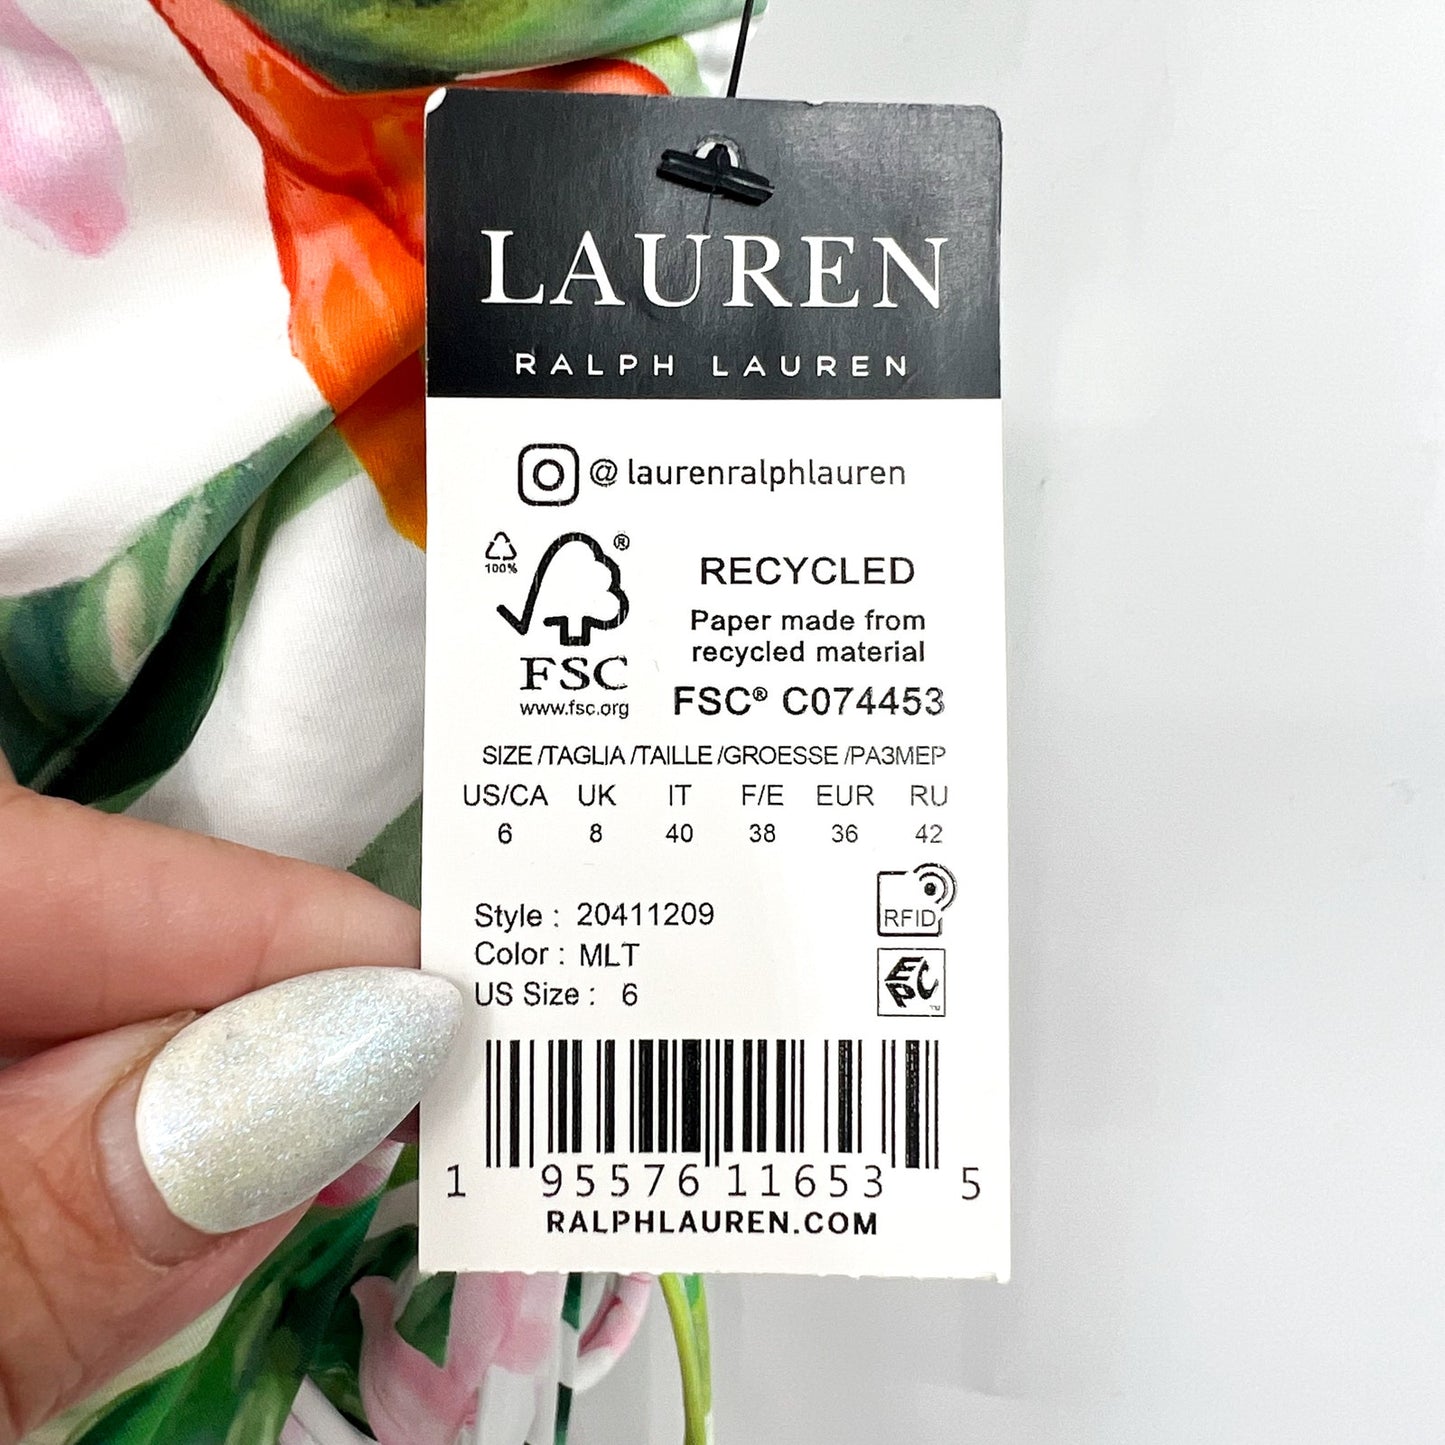 LAUREN
RALPH LAUREN
@ laurenralphlauren
100%
®
FSC
www.fsc.org
RECYCLED
Paper made from
recycled material
FSC® C074453
SIZE /TAGLIA /TAILLE /GROESSE /PA3MEP
US/CA UK IT F/E EUR RU
6 8 40 38 36 42
Style : 20411209
Color : MLT
US Size : 6
RFID
EPC
1 95576 11653 5
RALPHLAUREN.COM